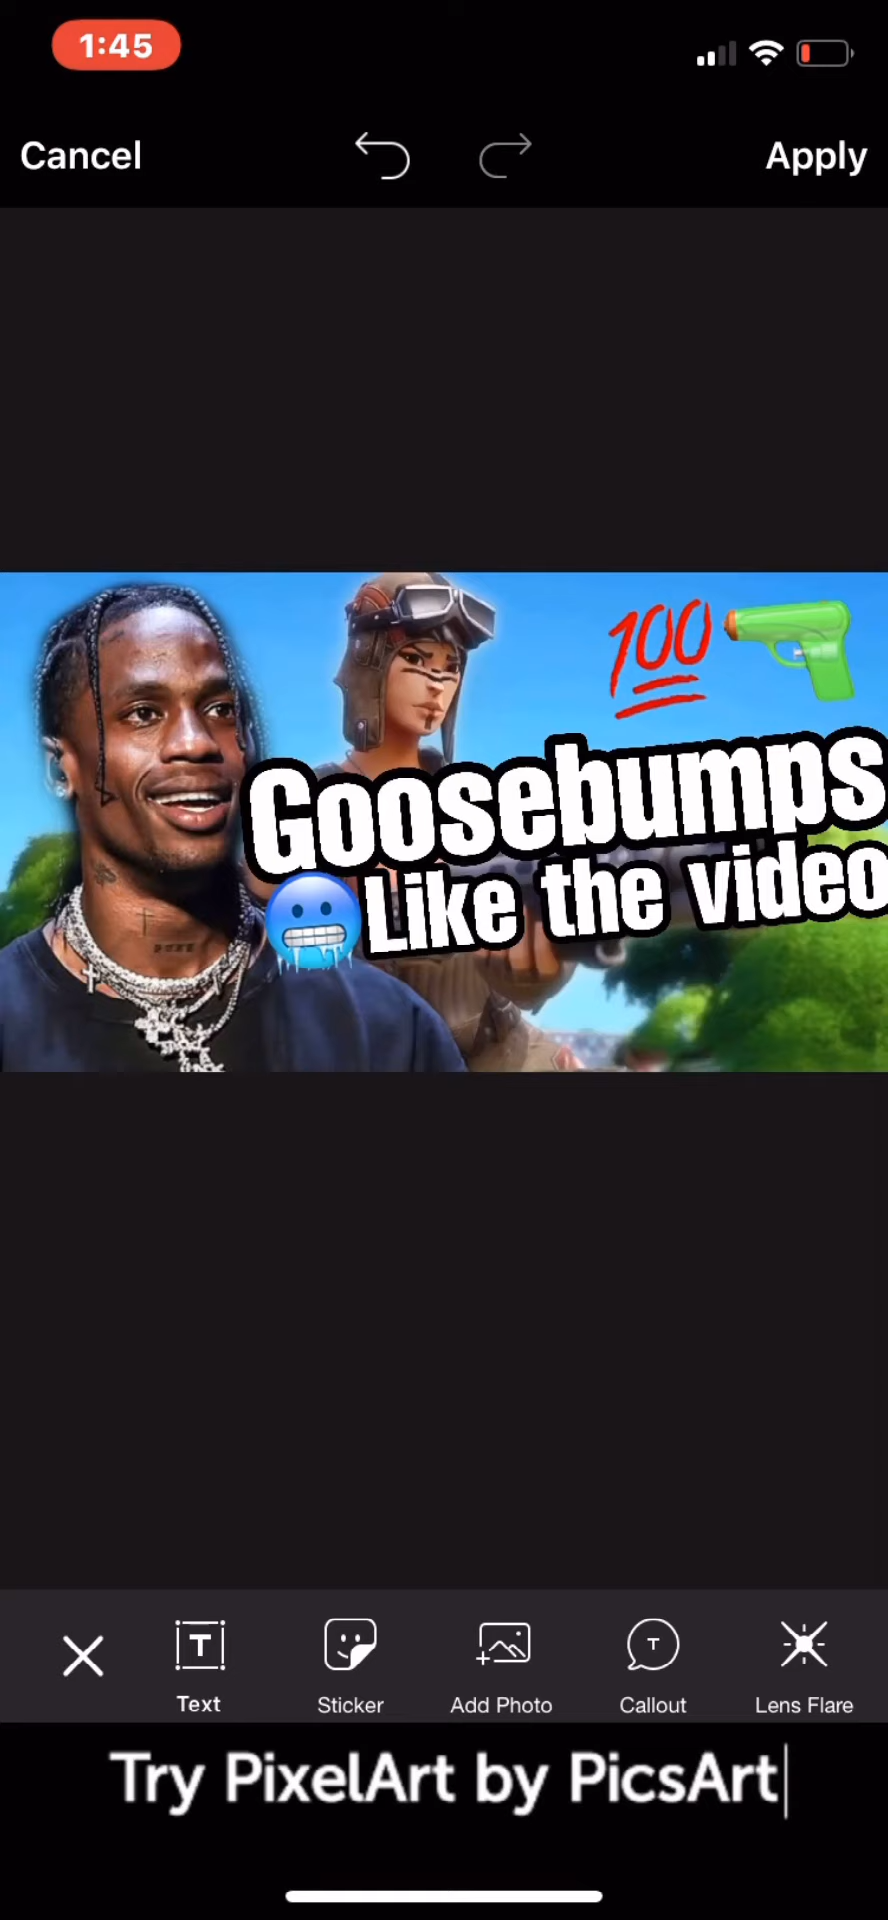 1:45
Cancel
Apply
100
Goosebumps
Like the video
Text
Sticker
Add Photo
Callout
Lens Flare
Try PixelArt by PicsArt